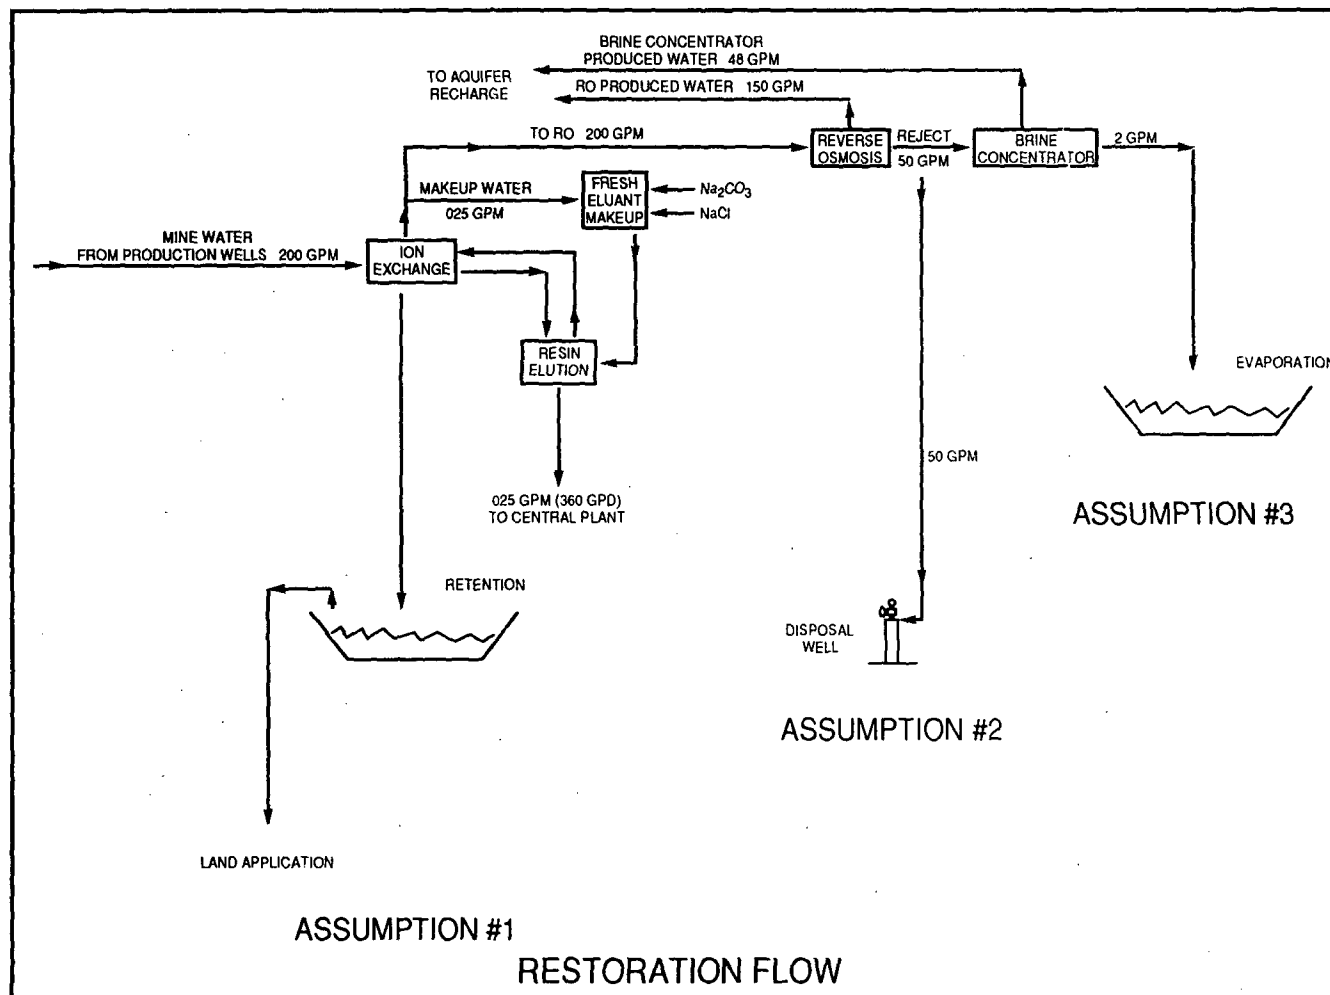 BRINE CONCENTRATOR
PRODUCED WATER 48 GPM
TO AQUIFER
RECHARGE
RO PRODUCED WATER 150 GPM
TO RO 200 GPM
REVERSE
OSMOSIS
REJECT
50 GPM
BRINE
CONCENTRATOR
2 GPM
MAKEUP WATER
025 GPM
FRESH
ELUANT
MAKEUP
Na₂CO₃
NaCl
MINE WATER
FROM PRODUCTION WELLS 200 GPM
ION
EXCHANGE
RESIN
ELUTION
EVAPORATION
50 GPM
025 GPM (360 GPD)
TO CENTRAL PLANT
ASSUMPTION #3
RETENTION
DISPOSAL
WELL
ASSUMPTION #2
LAND APPLICATION
ASSUMPTION #1
RESTORATION FLOW